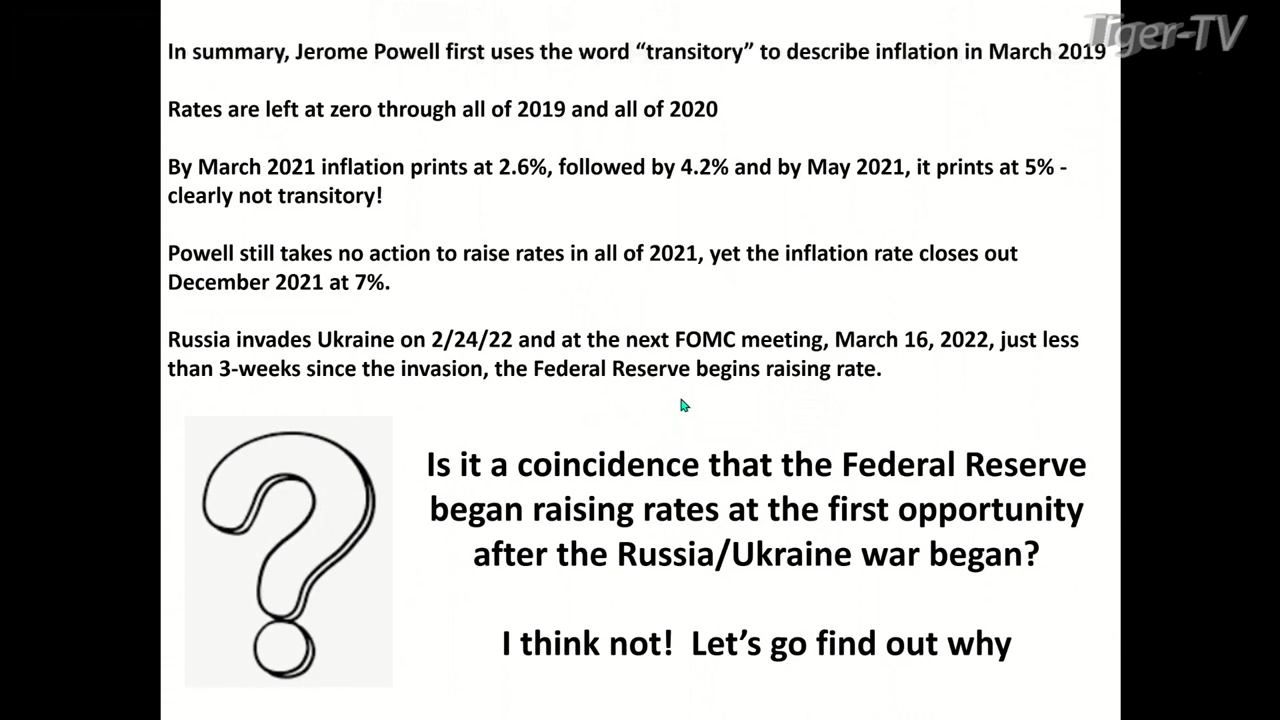 Tiger-TV
In summary, Jerome Powell first uses the word “transitory” to describe inflation in March 2019
Rates are left at zero through all of 2019 and all of 2020
By March 2021 inflation prints at 2.6%, followed by 4.2% and by May 2021, it prints at 5% -
clearly not transitory!
Powell still takes no action to raise rates in all of 2021, yet the inflation rate closes out
December 2021 at 7%.
Russia invades Ukraine on 2/24/22 and at the next FOMC meeting, March 16, 2022, just less
than 3-weeks since the invasion, the Federal Reserve begins raising rate.
Is it a coincidence that the Federal Reserve
began raising rates at the first opportunity
after the Russia/Ukraine war began?
I think not!  Let’s go find out why